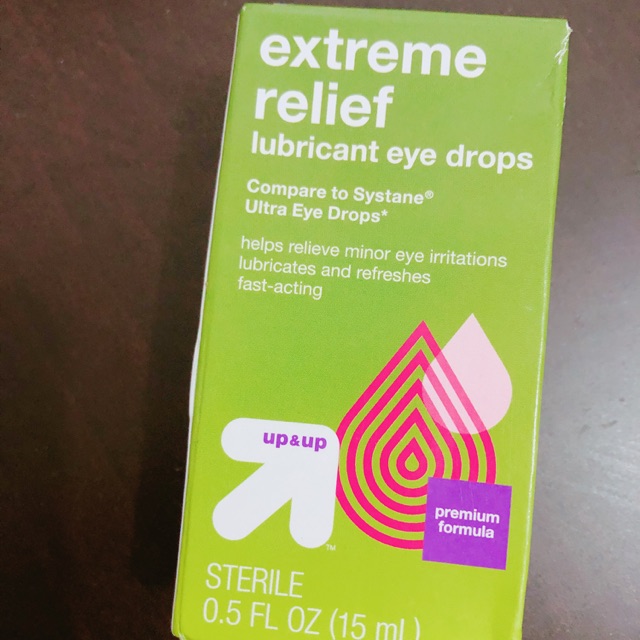 extreme
relief
lubricant eye drops
Compare to Systane®
Ultra Eye Drops*
helps relieve minor eye irritations
lubricates and refreshes
fast-acting
up&up
™
premium
formula
STERILE
0.5 FL OZ (15 mL)